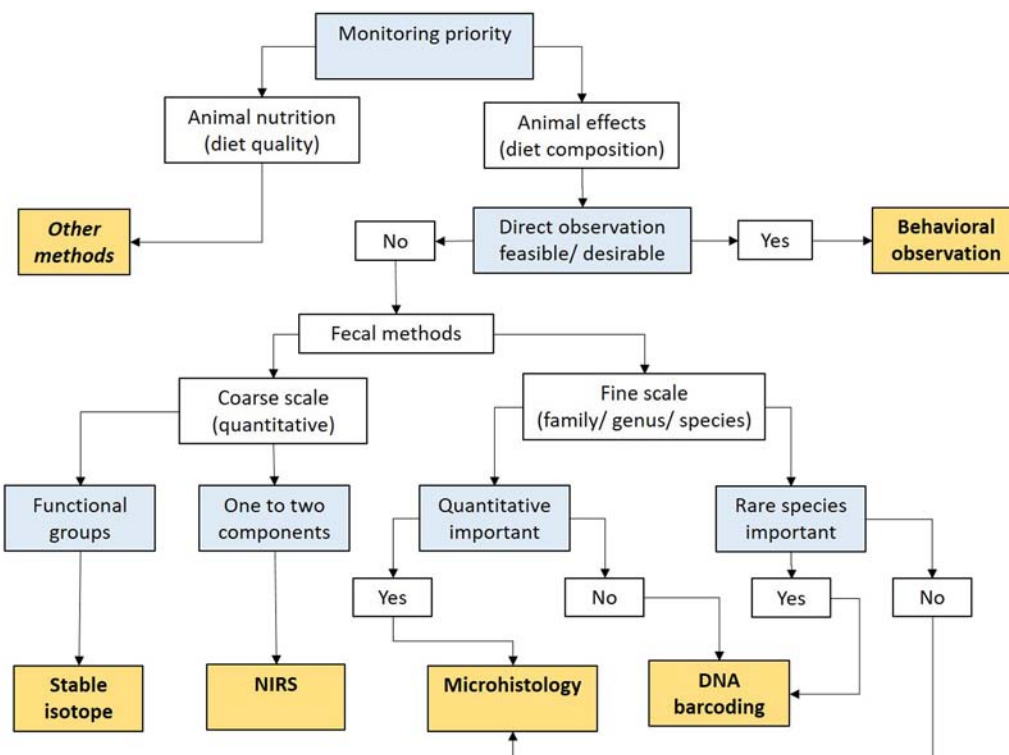 Monitoring priority
Animal nutrition
(diet quality)
Animal effects
(diet composition)
Other
methods
No
Direct observation
feasible/ desirable
Yes
Behavioral
observation
Fecal methods
Coarse scale
(quantitative)
Fine scale
(family/ genus/ species)
Functional
groups
One to two
components
Quantitative
important
Rare species
important
Yes
No
Yes
No
Stable
isotope
NIRS
Microhistology
DNA
barcoding